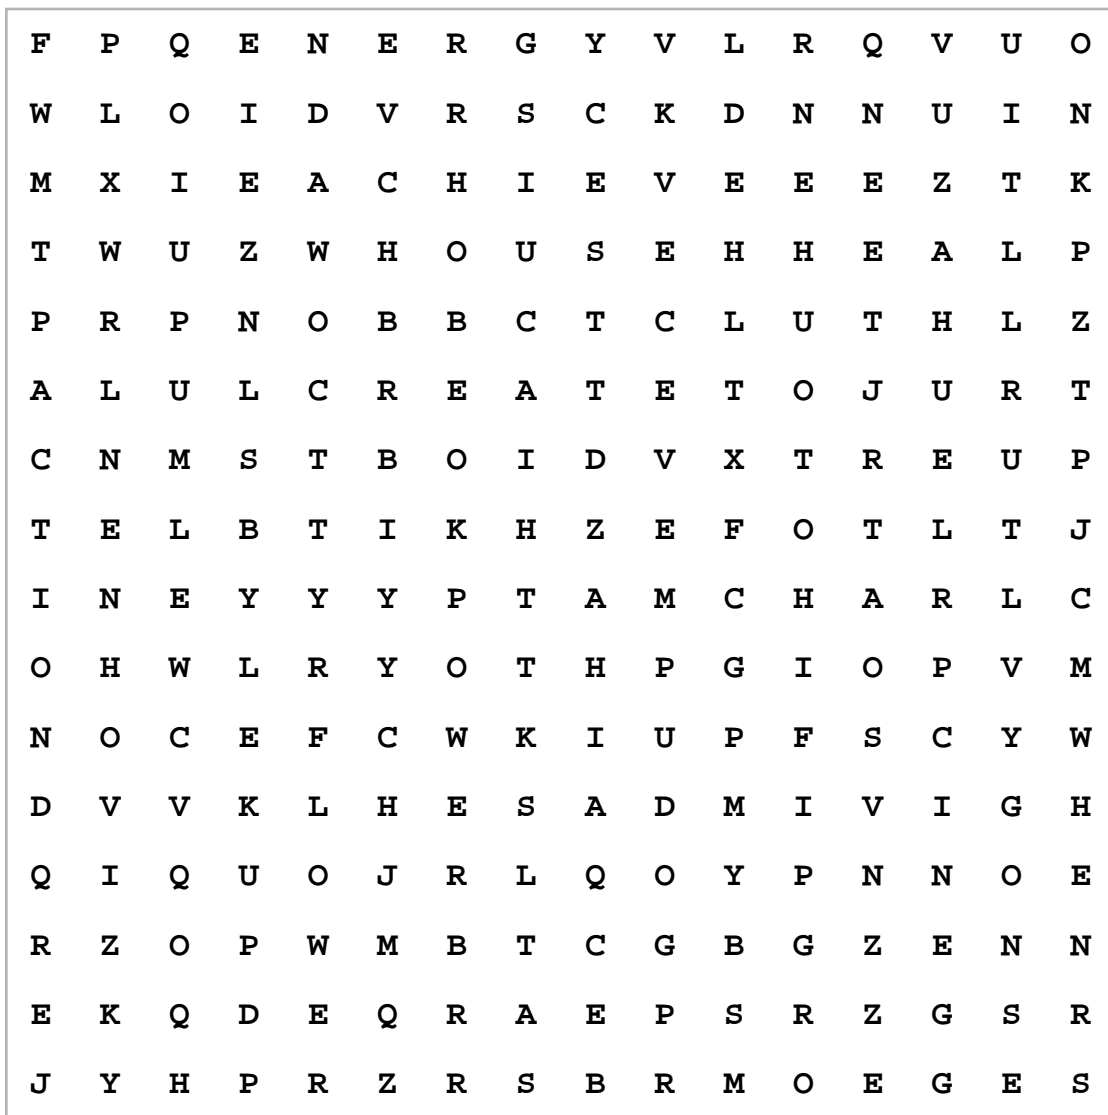 F P Q E N E R G Y V L R Q V U O
W L O I D V R S C K D N N U I N
M X I E A C H I E V E E E Z T K
T W U Z W H O U S E H H E A L P
P R P N O B B C T C L U T H L Z
A L U L C R E A T E T O J U R T
C N M S T B O I D V X T R E U P
T E L B T I K H Z E F O T L T J
I N E Y Y Y P T A M C H A R L C
O H W L R Y O T H P G I O P V M
N O C E F C W K I U P F S C Y W
D V V K L H E S A D M I V I G H
Q I Q U O J R L Q O Y P N N O E
R Z O P W M B T C G B G Z E N N
E K Q D E Q R A E P S R Z G S R
J Y H P R Z R S B R M O E G E S